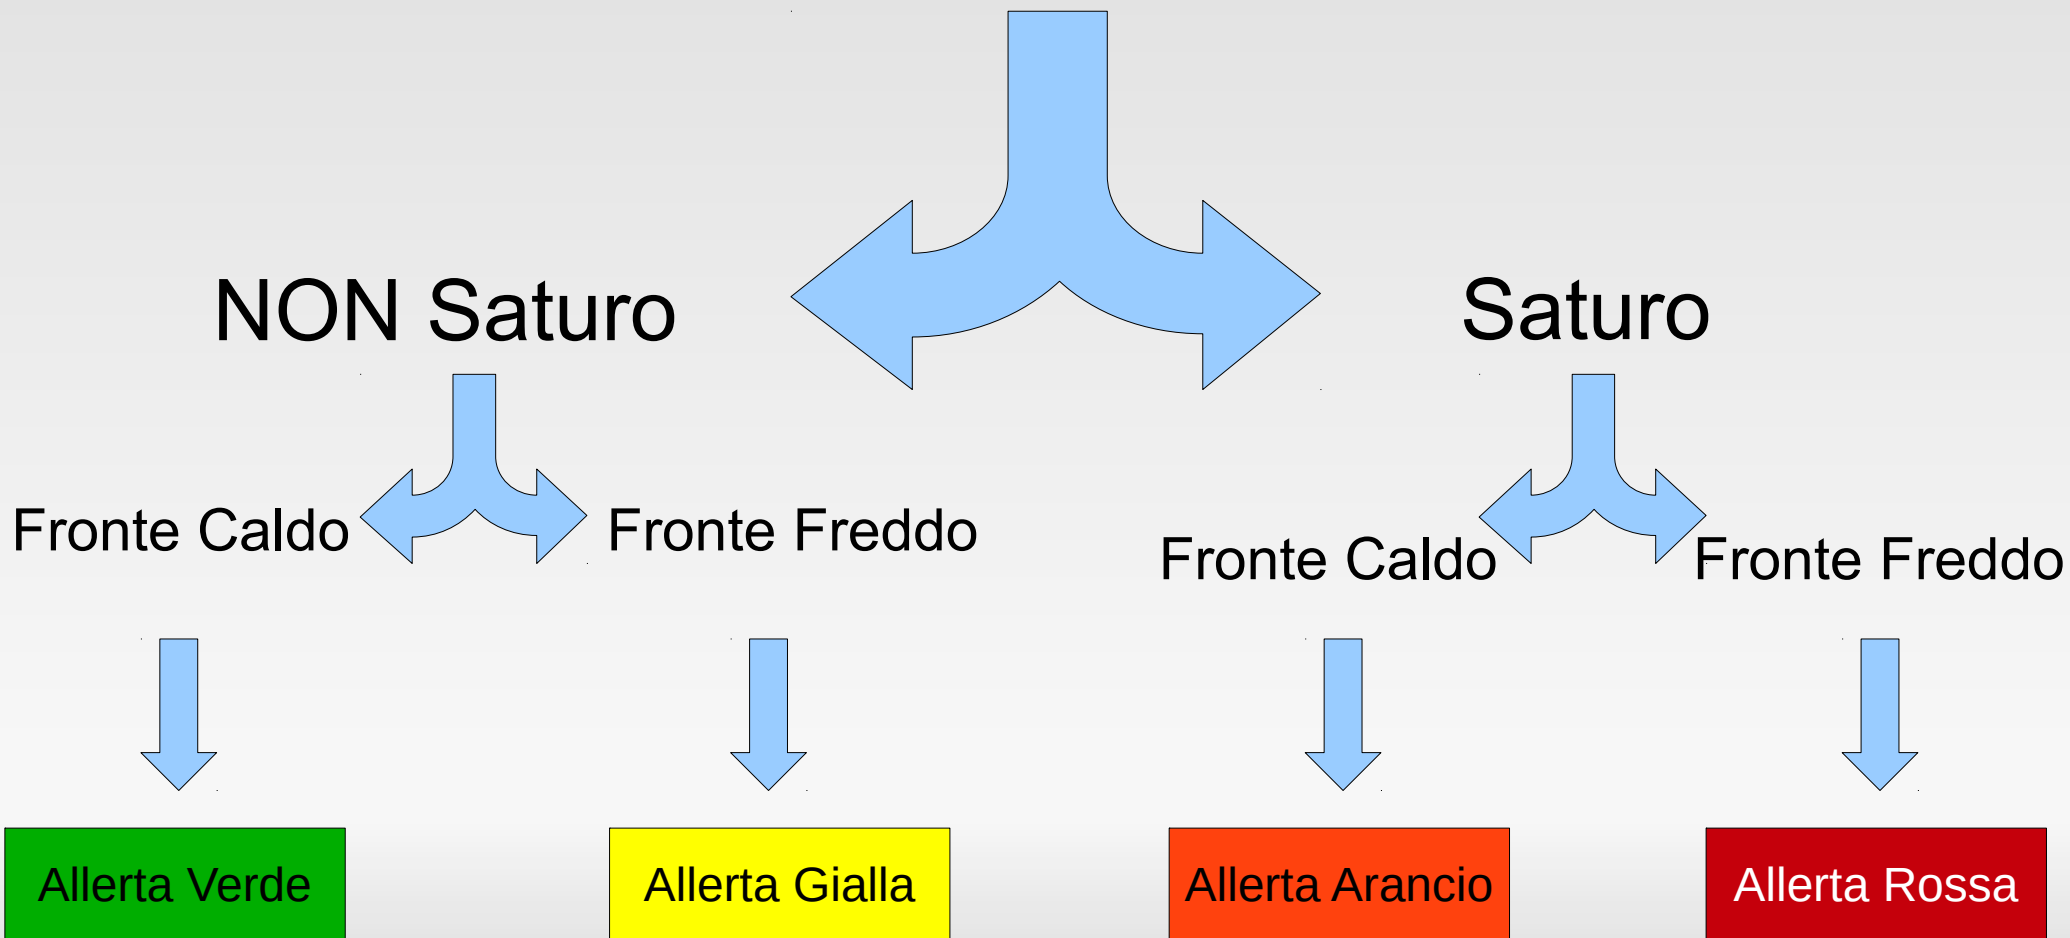 NON Saturo
Saturo
Fronte Caldo
Fronte Freddo
Fronte Caldo
Fronte Freddo
Allerta Verde
Allerta Gialla
Allerta Arancio
Allerta Rossa